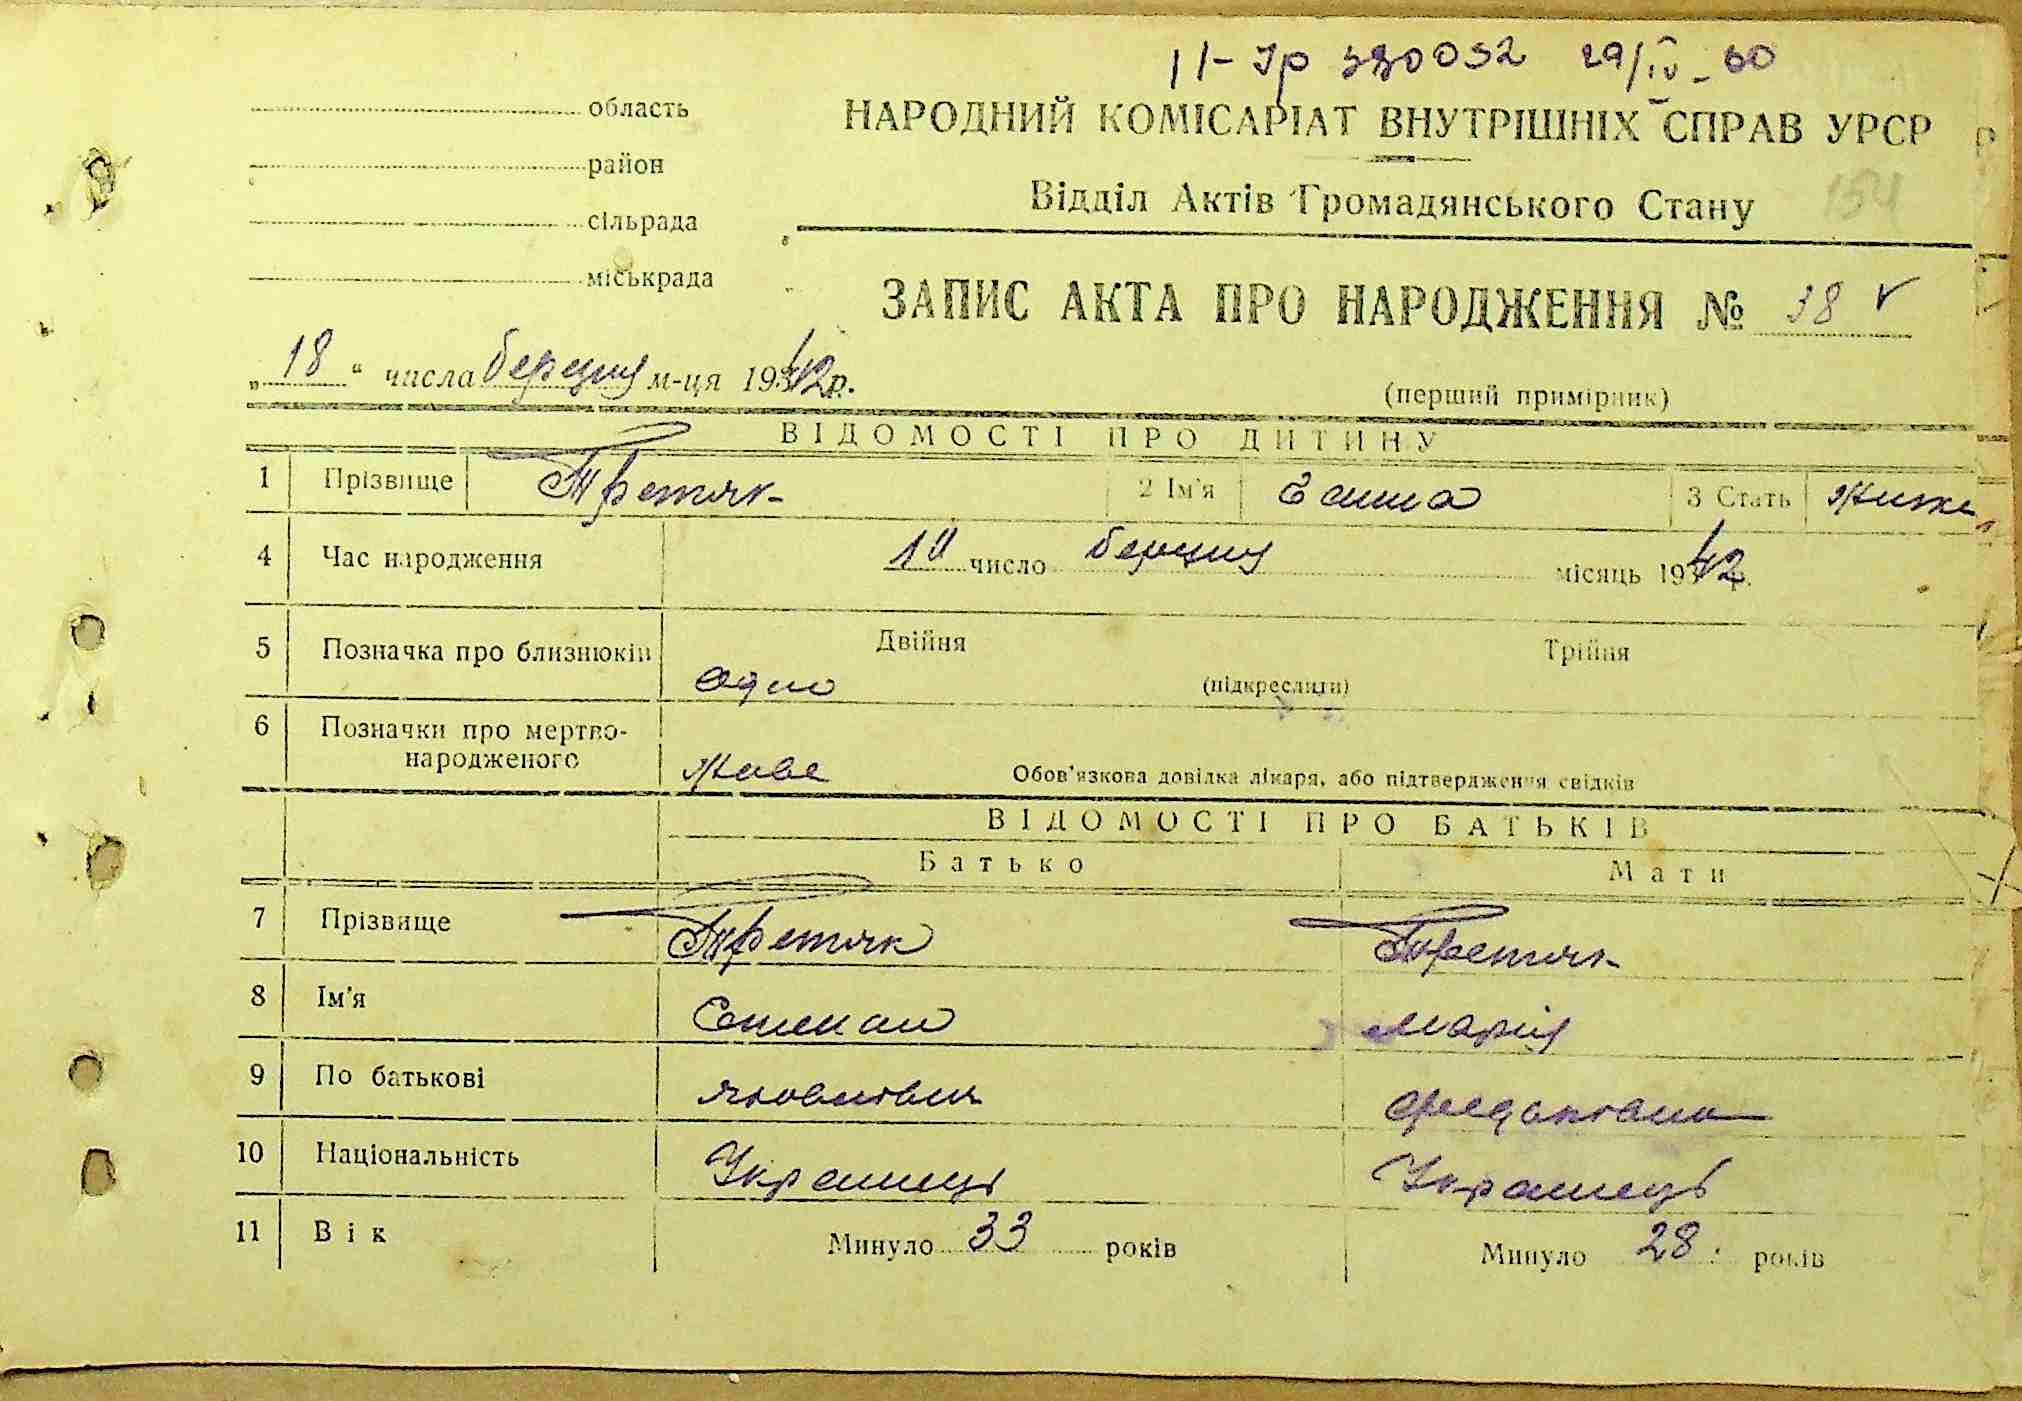 11-Ур 380032 29/IV-60
область
район
сільрада
міськрада
НАРОДНИЙ КОМІСАРІАТ ВНУТРІШНІХ СПРАВ УРСР
Відділ Актів Громадянського Стану
154
ЗАПИС АКТА ПРО НАРОДЖЕННЯ № 38
„18“ числа березня м-ця 1942 р.
(перший примірник)
ВІДОМОСТІ ПРО ДИТИНУ
1 Прізвище Третяк 2 Ім'я Ганна 3 Стать
4 Час народження 10 число березня місяць 1942 р.
5 Позначка про близнюків Двійня Трійня
одно (підкреслити)
6 Позначки про мертво-
народженого живе Обов'язкова довідка лікаря, або підтвердження свідків
ВІДОМОСТІ ПРО БАТЬКІВ
Батько Мати
7 Прізвище Третяк Третяк
8 Ім'я Степан Марія
9 По батькові Яковлович
10 Національність Українець Українець
11 Вік Минуло 33 років Минуло 28 років